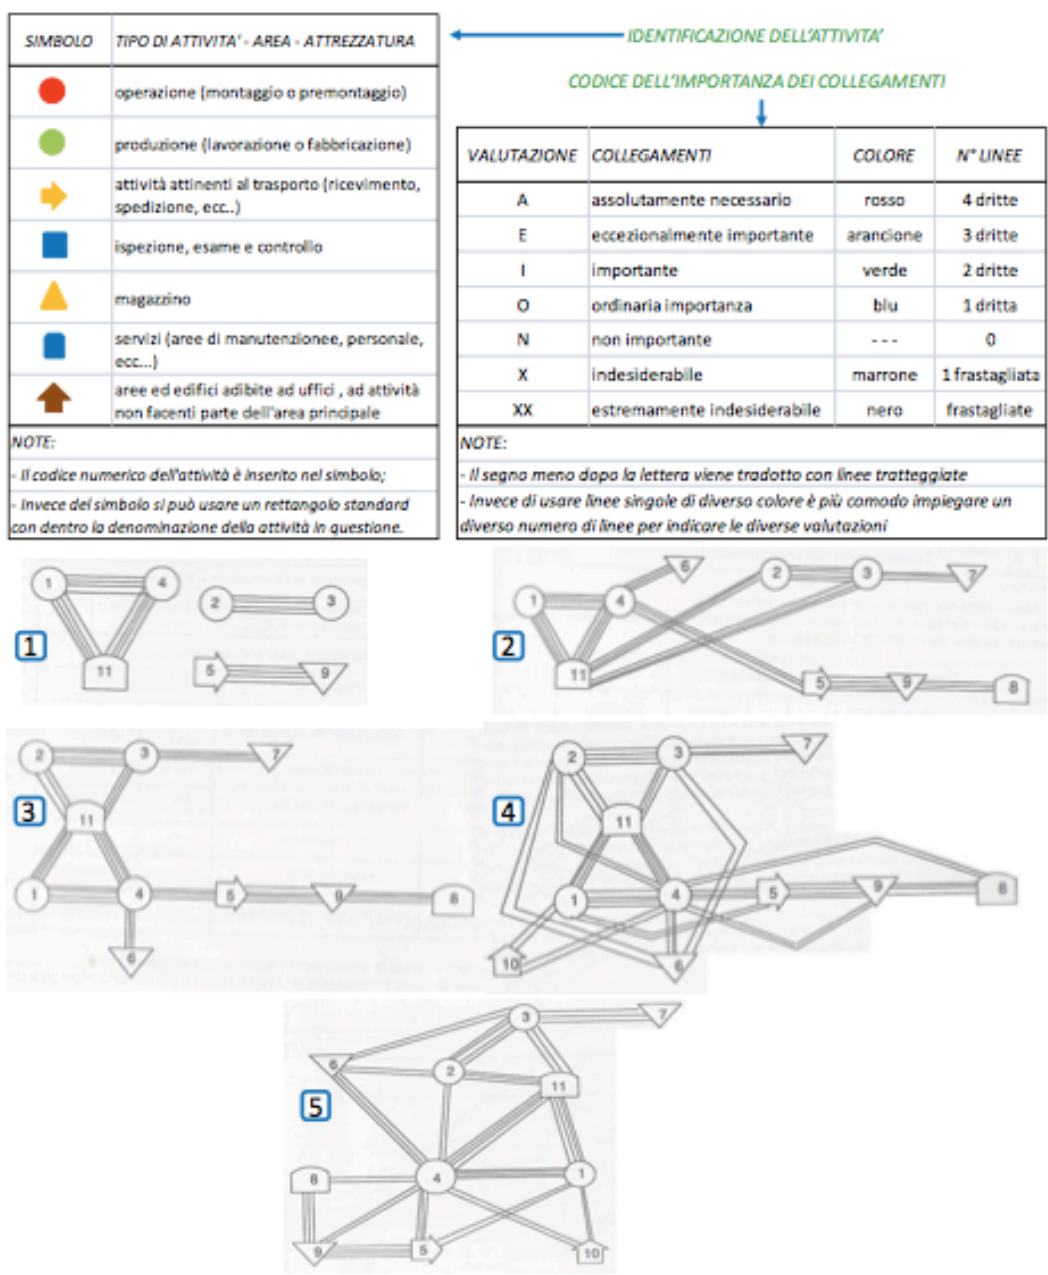 IDENTIFICAZIONE DELL'ATTIVITA'
SIMBOLO TIPO DI ATTIVITA' - AREA - ATTREZZATURA
operazione (montaggio o premontaggio)
produzione (lavorazione o fabbricazione)
attività attinenti al trasporto (ricevimento,
spedizione, ecc..)
ispezione, esame e controllo
magazzino
servizi (aree di manutenzionee, personale,
ecc...)
aree ed edifici adibite ad uffici , ad attività
non facenti parte dell'area principale
NOTE:
- Il codice numerico dell'attività è inserito nel simbolo;
- Invece del simbolo si può usare un rettangolo standard
con dentro la denominazione della attività in questione.
CODICE DELL'IMPORTANZA DEI COLLEGAMENTI
VALUTAZIONE COLLEGAMENTI COLORE N° LINEE
A assolutamente necessario rosso 4 dritte
E eccezionalmente importante arancione 3 dritte
I importante verde 2 dritte
O ordinaria importanza blu 1 dritta
N non importante - - - 0
X indesiderabile marrone 1 frastagliata
XX estremamente indesiderabile nero frastagliate
NOTE:
- Il segno meno dopo la lettera viene tradotto con linee tratteggiate
- Invece di usare linee singole di diverso colore è più comodo impiegare un
diverso numero di linee per indicare le diverse valutazioni
1
1 4
2 3
11
5 9
2
6 2 3 7
1 4
11
5 9 8
3
2 3 7
11
1 4 5 9 8
6
4
2 3 7
11
1 4 5 9 8
10 6
5
3 7
6 2
11
8 4 1
9 5 10